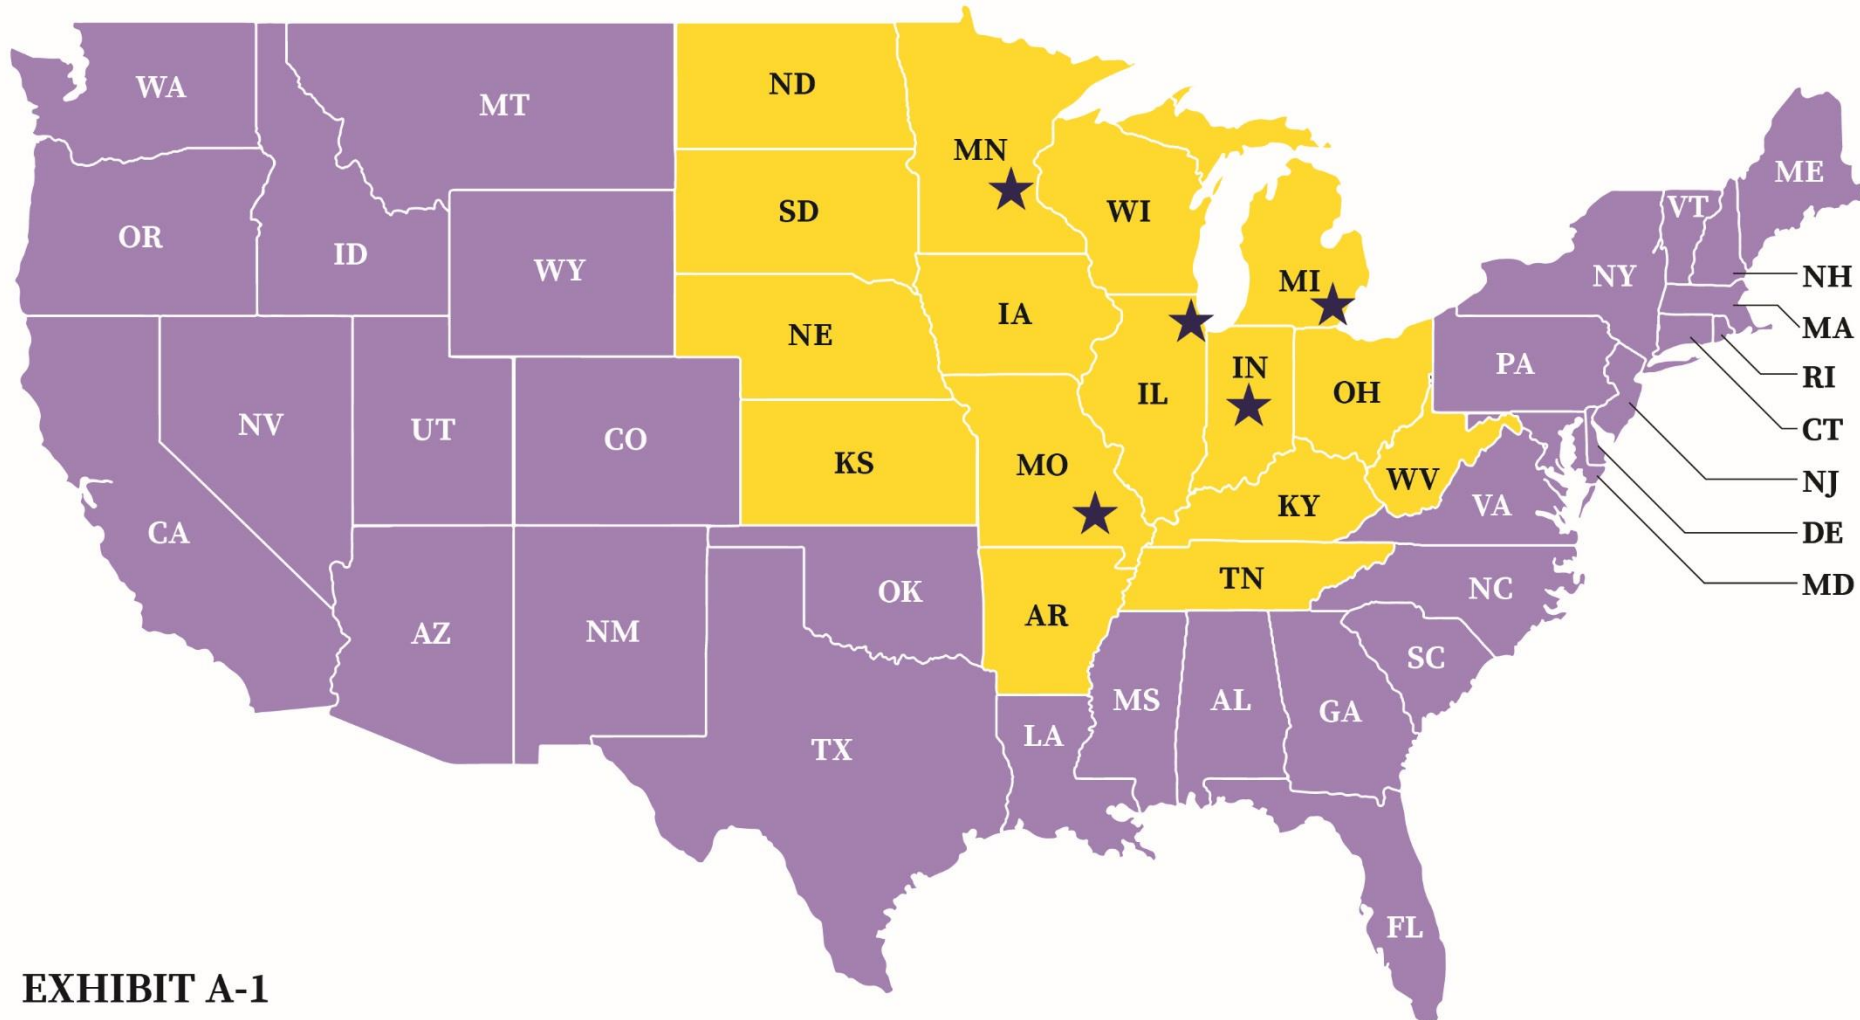 WA
MT
ND
MN
OR
ID
WY
SD
WI
MI
ME
VT
NY
NH
MA
RI
CT
NJ
DE
MD
NV
UT
CO
NE
IA
IL
IN
OH
PA
CA
KS
MO
KY
WV
VA
AZ
NM
OK
AR
TN
NC
TX
LA
MS
AL
GA
SC
FL
EXHIBIT A-1